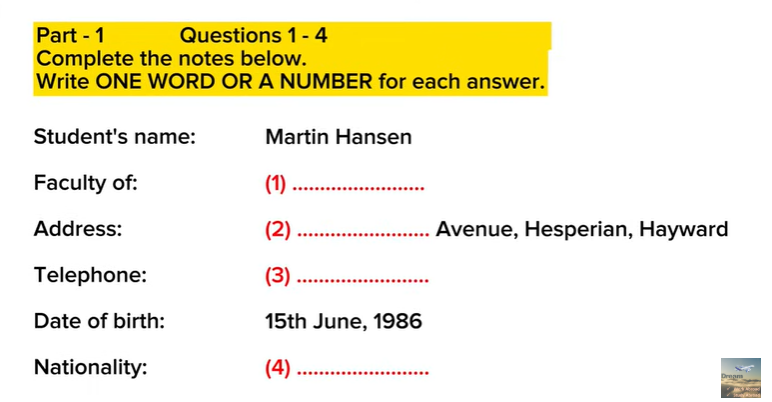 Part - 1 Questions 1 - 4
Complete the notes below.
Write ONE WORD OR A NUMBER for each answer.
Student's name: Martin Hansen
Faculty of: (1) ........................
Address: (2) ........................ Avenue, Hesperian, Hayward
Telephone: (3) ........................
Date of birth: 15th June, 1986
Nationality: (4) ........................
Dream